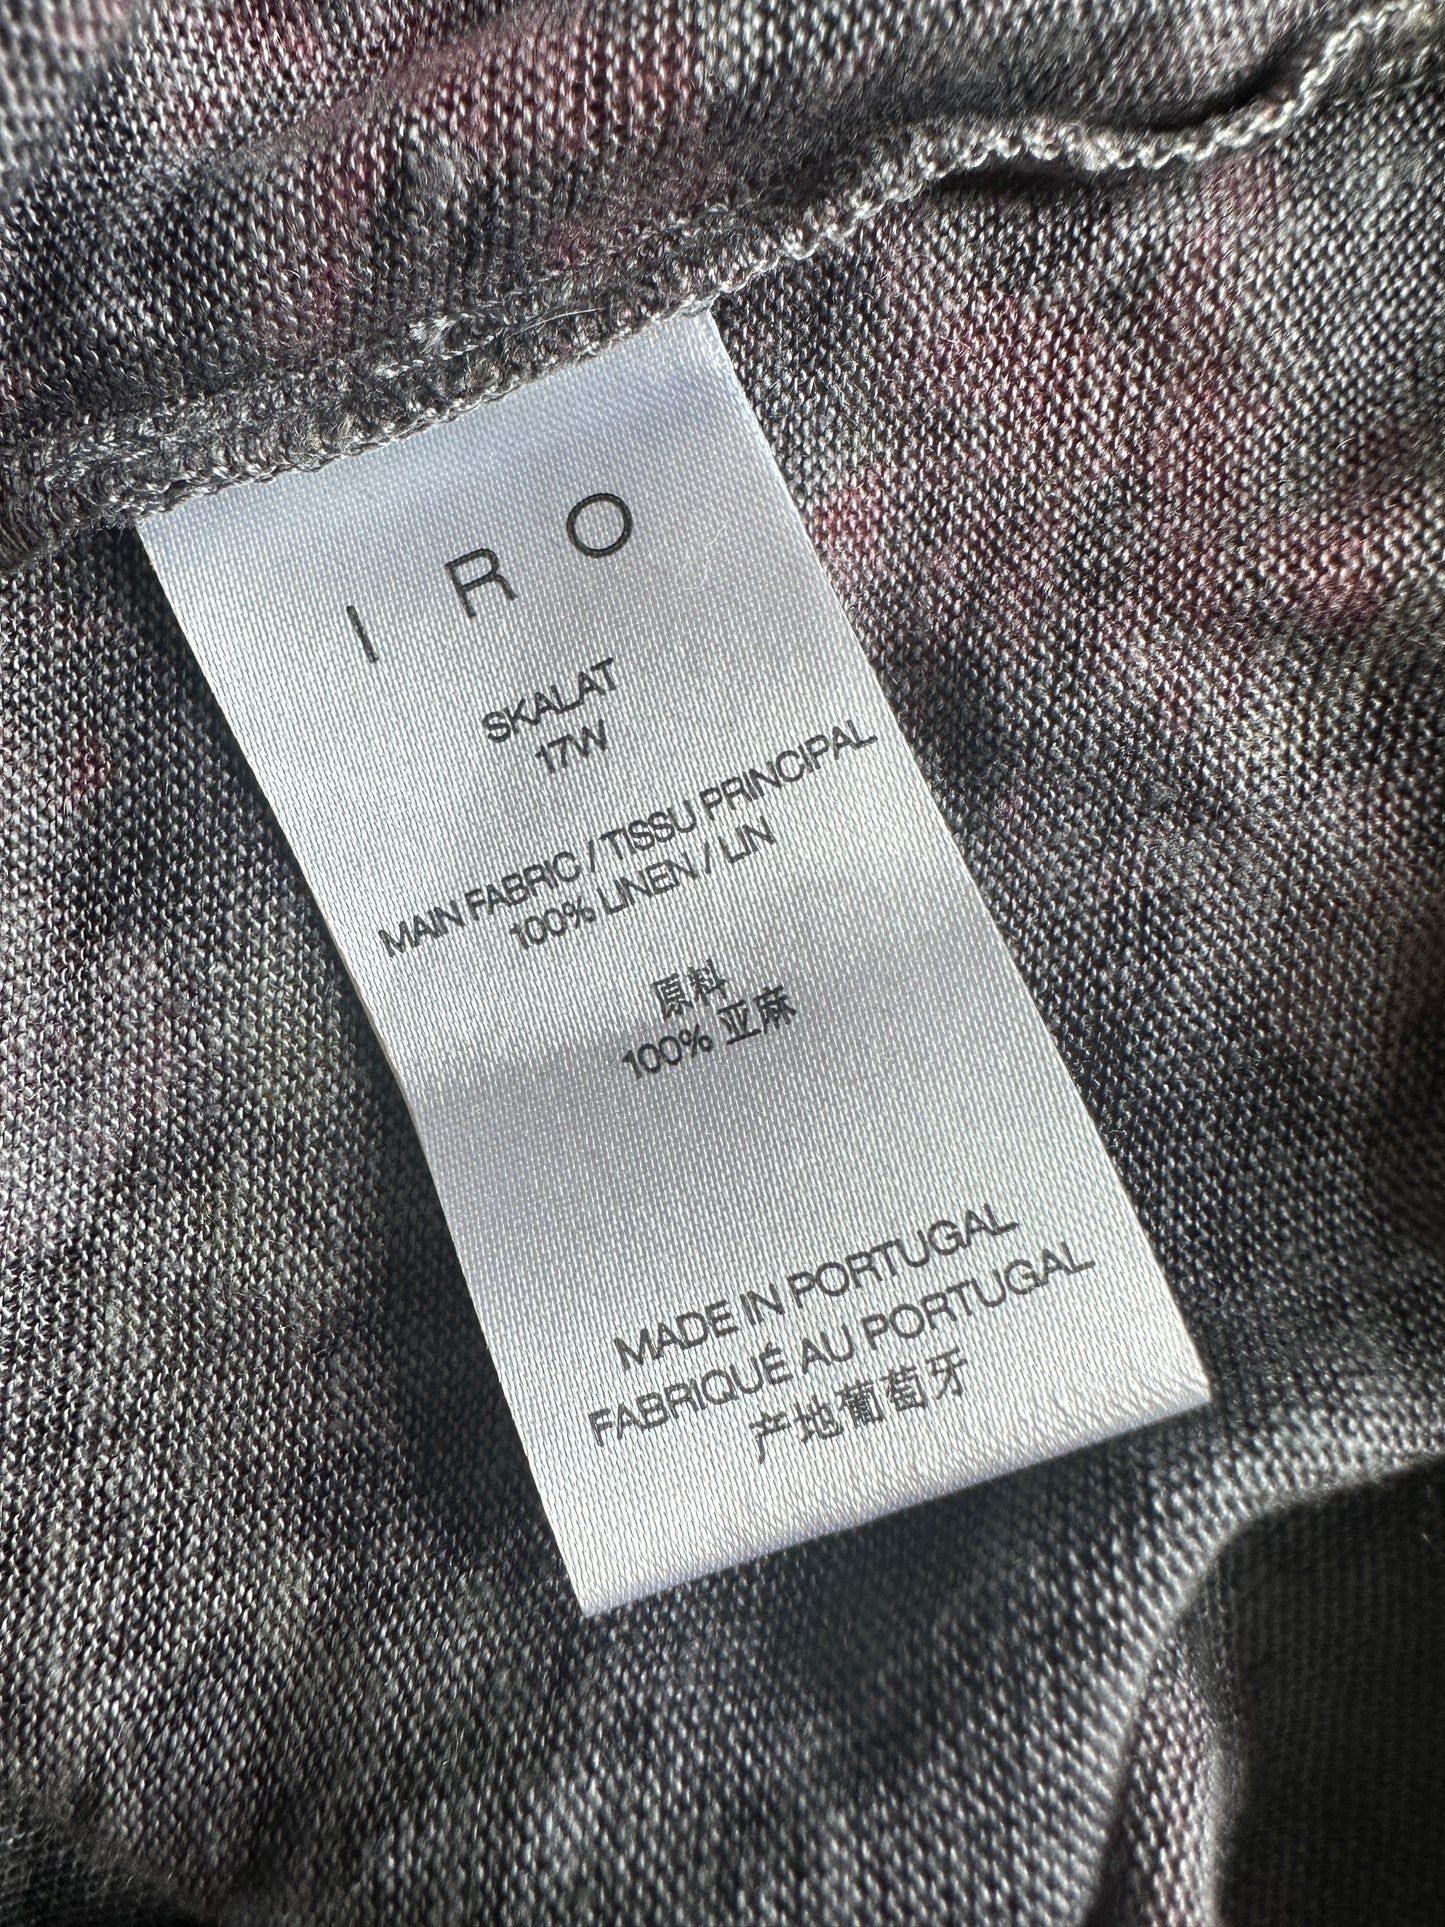 IRO
SKALAT
17W
MAIN FABRIC / TISSU PRINCIPAL
100% LINEN / LIN
原料
100% 亚麻
MADE IN PORTUGAL
FABRIQUÉ AU PORTUGAL
产地葡萄牙